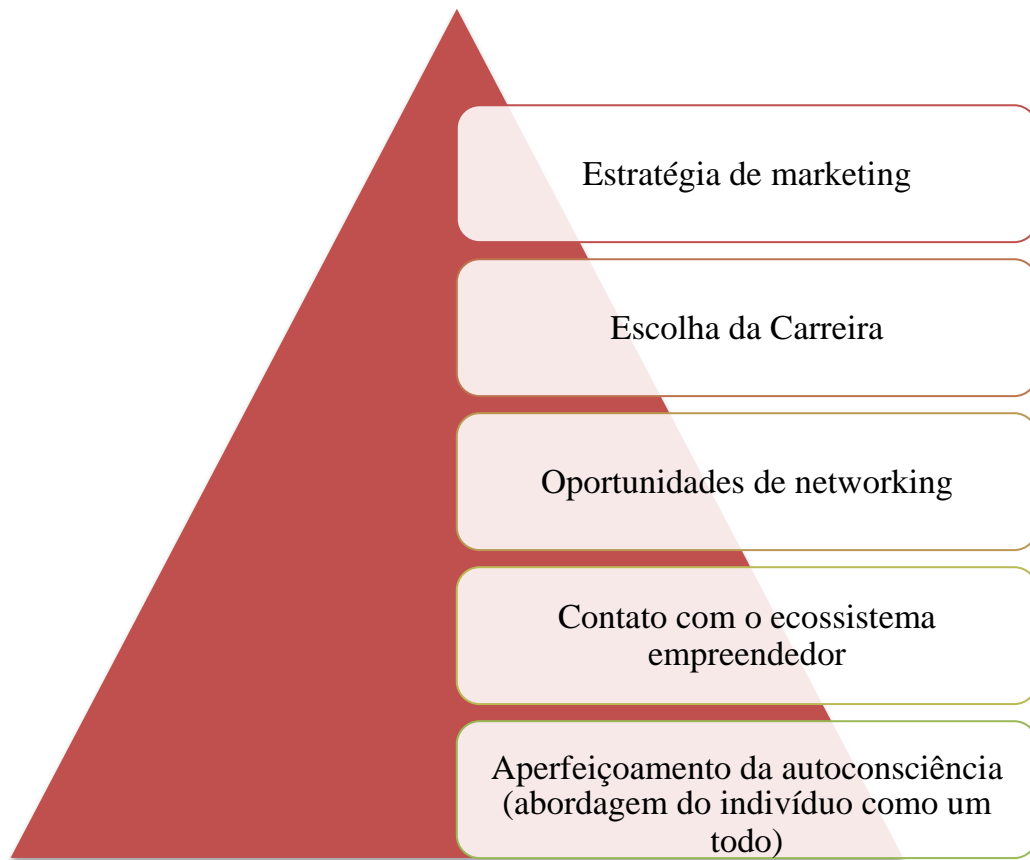 Estratégia de marketing
Escolha da Carreira
Oportunidades de networking
Contato com o ecossistema
empreendedor
Aperfeiçoamento da autoconsciência
(abordagem do indivíduo como um
todo)